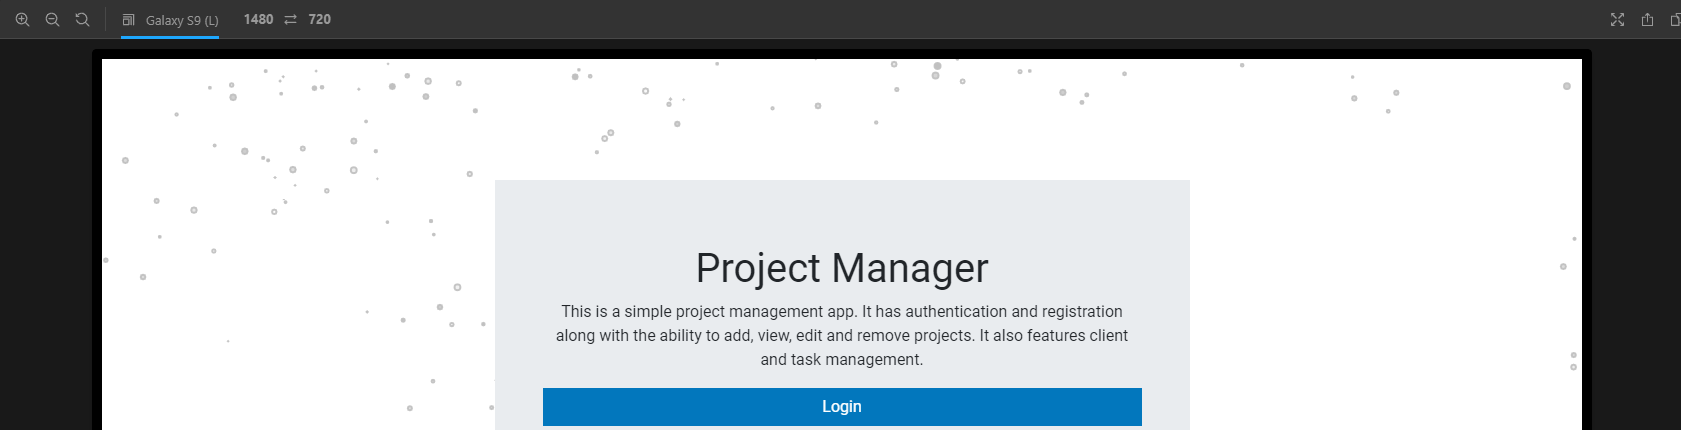 Galaxy S9 (L) 1480 720
Project Manager
This is a simple project management app. It has authentication and registration
along with the ability to add, view, edit and remove projects. It also features client
and task management.
Login